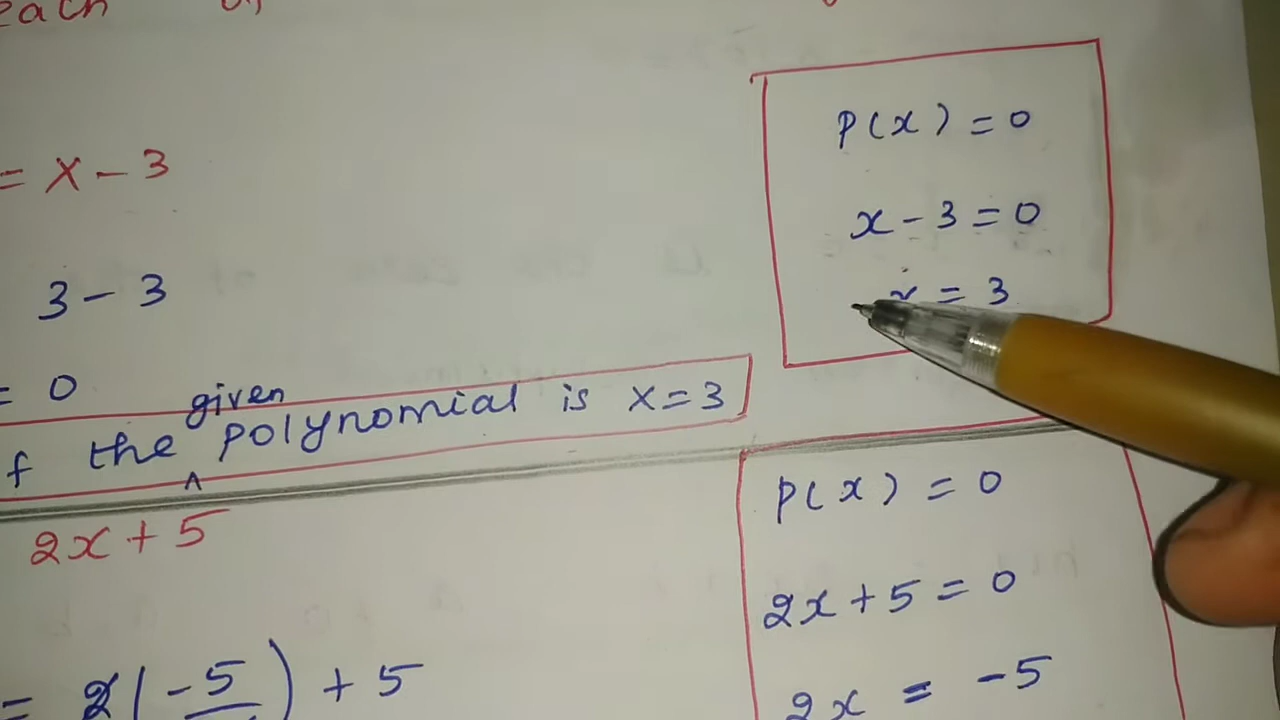 each
= x - 3
3 - 3
= 0
given
f the ^ polynomial is x = 3
P(x) = 0
x - 3 = 0
x = 3
2x + 5
= 2(-5 ) + 5
P(x) = 0
2x + 5 = 0
2x = -5